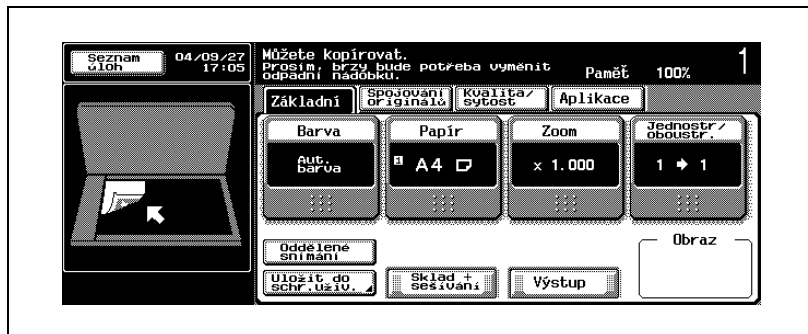 Seznam
úloh
04/09/27
17:05
Můžete kopírovat.
Prosím, brzy bude potřeba vyměnit
odpadní nádobku.
Paměť 100%
1
Základní
Spojování
originálů
Kvalita/
sytost
Aplikace
Barva
Papír
Zoom
Jednostr/
oboustr.
Aut.
barva
1 A4
x 1.000
1 → 1
Oddělené
snímání
Obraz
Uložit do
schr.uživ.
Sklad +
sešívání
Výstup